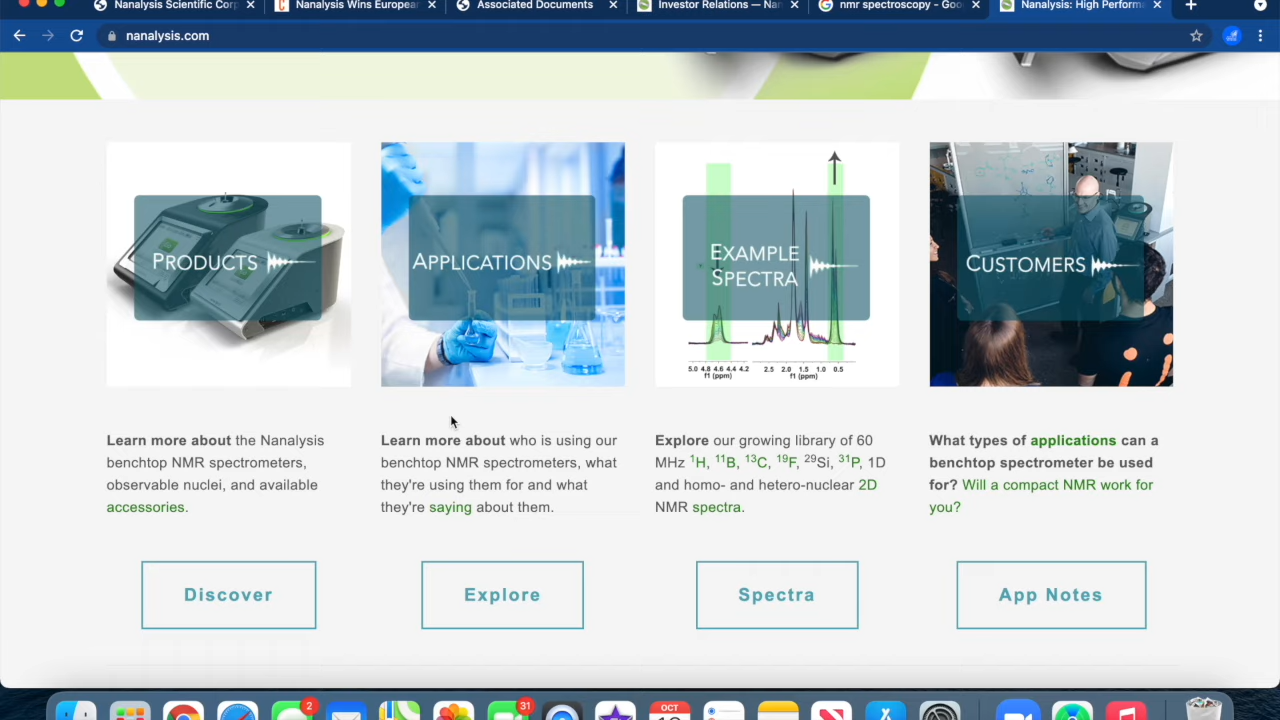 Nanalysis Scientific Corp
Nanalysis Wins European
Associated Documents
Investor Relations — Nan
nmr spectroscopy - Goo
Nanalysis: High Performa
nanalysis.com
PRODUCTS
APPLICATIONS
EXAMPLE
SPECTRA
CUSTOMERS
5.0 4.8 4.6 4.4 4.2
f1 (ppm)
2.5 2.0 1.5 1.0 0.5
f1 (ppm)
Learn more about the Nanalysis
benchtop NMR spectrometers,
observable nuclei, and available
accessories.
Learn more about who is using our
benchtop NMR spectrometers, what
they're using them for and what
they're saying about them.
Explore our growing library of 60
MHz ¹H, ¹¹B, ¹³C, ¹⁹F, ²⁹Si, ³¹P, 1D
and homo- and hetero-nuclear 2D
NMR spectra.
What types of applications can a
benchtop spectrometer be used
for? Will a compact NMR work for
you?
Discover
Explore
Spectra
App Notes
2
31
OCT